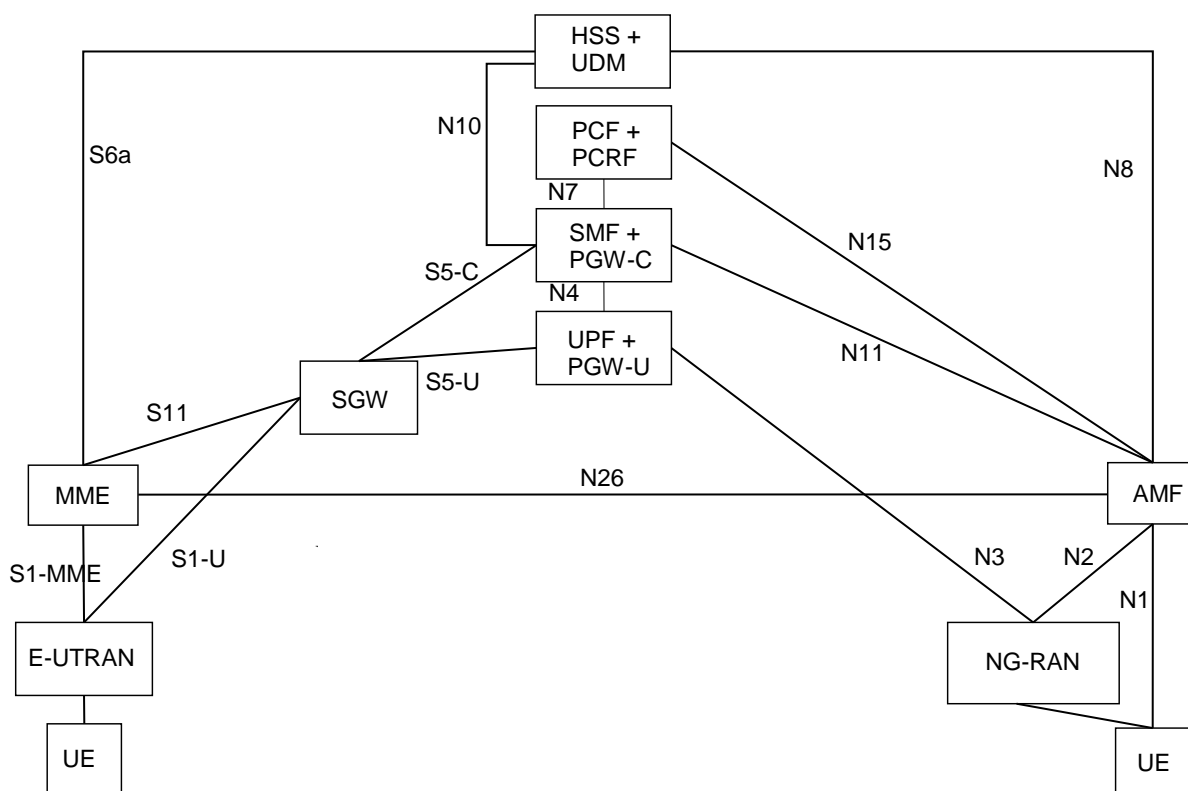 HSS +
UDM
N10
PCF +
PCRF
S6a
N8
N7
SMF +
PGW-C
N15
S5-C
N4
UPF +
PGW-U
N11
S5-U
SGW
S11
N26
MME
AMF
S1-U
N3
N2
S1-MME
N1
E-UTRAN
NG-RAN
UE
UE